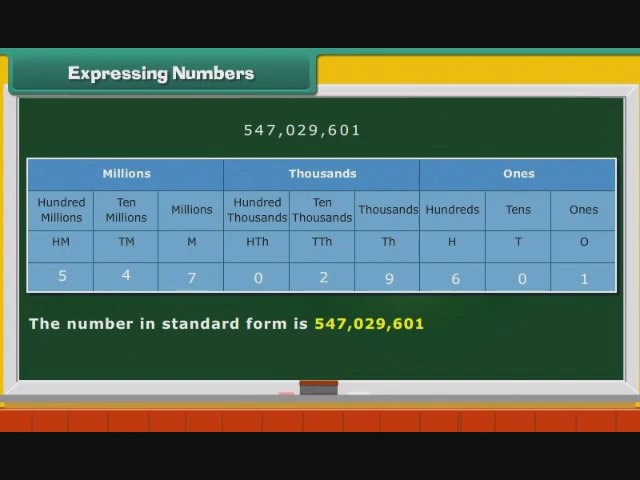 Expressing Numbers
547,029,601
Millions Thousands Ones
Hundred Millions Ten Millions Millions Hundred Thousands Ten Thousands Thousands Hundreds Tens Ones
HM TM M HTh TTh Th H T O
5 4 7 0 2 9 6 0 1
The number in standard form is 547,029,601